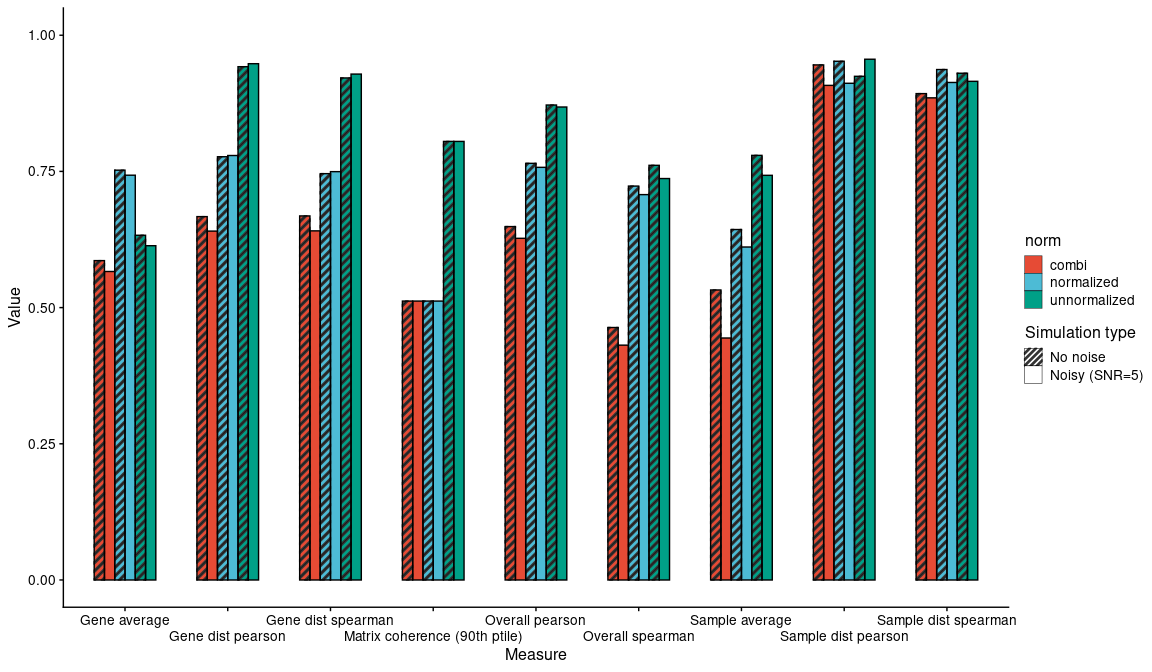 1.00
0.75
0.50
0.25
0.00
Value
Gene average
Gene dist pearson
Gene dist spearman
Matrix coherence (90th ptile)
Overall pearson
Overall spearman
Sample average
Sample dist pearson
Sample dist spearman
Measure
norm
combi
normalized
unnormalized
Simulation type
No noise
Noisy (SNR=5)